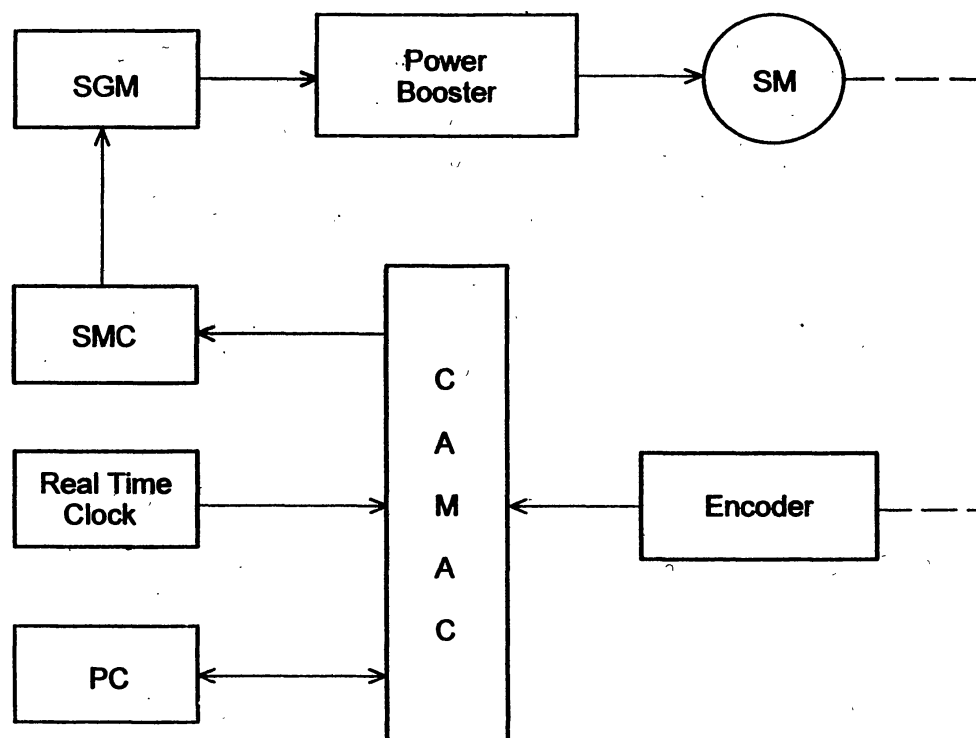 SGM
Power
Booster
SM
SMC
C
A
M
A
C
Real Time
Clock
Encoder
PC